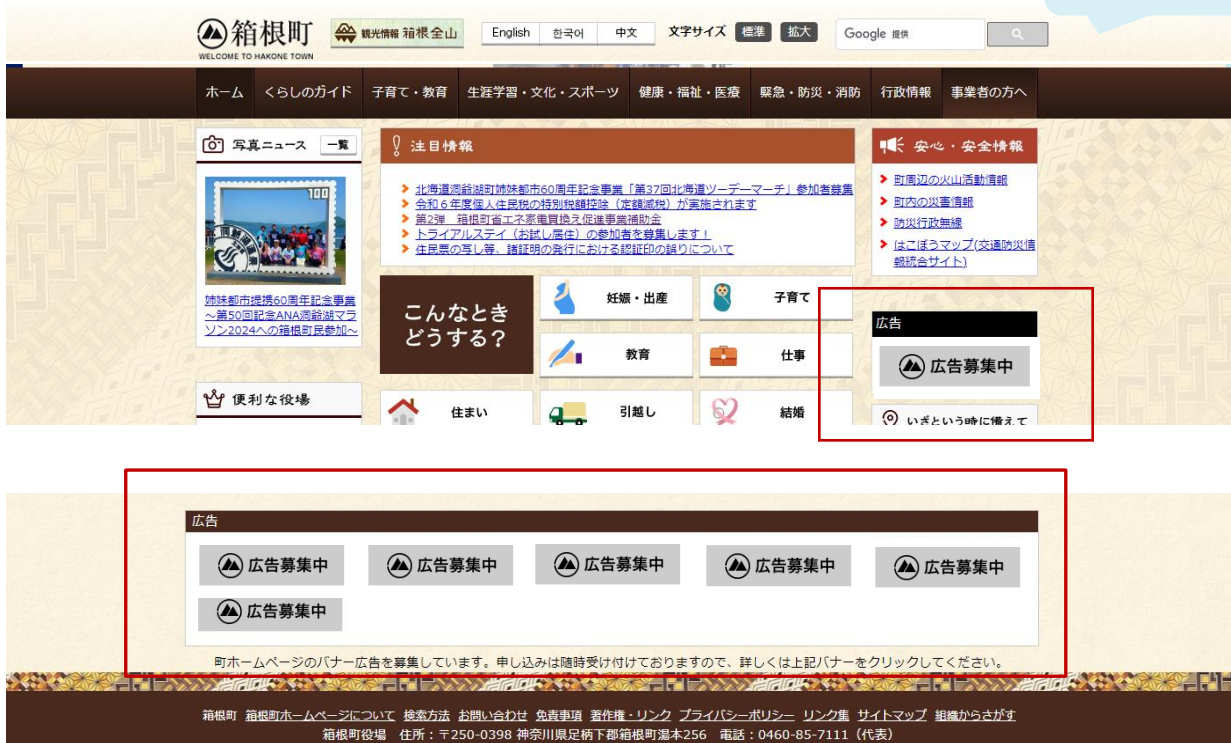 箱根町
WELCOME TO HAKONE TOWN
観光情報 箱根全山
English 한국어 中文
文字サイズ 標準 拡大
Google 提供
ホーム くらしのガイド 子育て・教育 生涯学習・文化・スポーツ 健康・福祉・医療 緊急・防災・消防 行政情報 事業者の方へ
写真ニュース 一覧
100
姉妹都市提携60周年記念事業
～第50回記念ANA洞爺湖マラ
ソン2024への箱根町民参加～
便利な役場
注目情報
北海道洞爺湖町姉妹都市60周年記念事業「第37回北海道ツーデーマーチ」参加者募集
令和6年度個人住民税の特別税額控除（定額減税）が実施されます
第2弾 箱根町省エネ家電買換え促進事業補助金
トライアルステイ（お試し居住）の参加者を募集します！
住民票の写し等、諸証明の発行における認証印の誤りについて
こんなとき
どうする？
妊娠・出産 子育て
教育 仕事
住まい 引越し 結婚
安心・安全情報
町周辺の火山活動情報
町内の災害情報
防災行政無線
はこぼうマップ(交通防災情
報統合サイト)
広告
広告募集中
いざという時に備えて
広告
広告募集中 広告募集中 広告募集中 広告募集中 広告募集中
広告募集中
町ホームページのバナー広告を募集しています。申し込みは随時受け付けておりますので、詳しくは上記バナーをクリックしてください。
箱根町 箱根町ホームページについて 検索方法 お問い合わせ 免責事項 著作権・リンク プライバシーポリシー リンク集 サイトマップ 組織からさがす
箱根町役場 住所：〒250-0398 神奈川県足柄下郡箱根町湯本256 電話：0460-85-7111（代表）